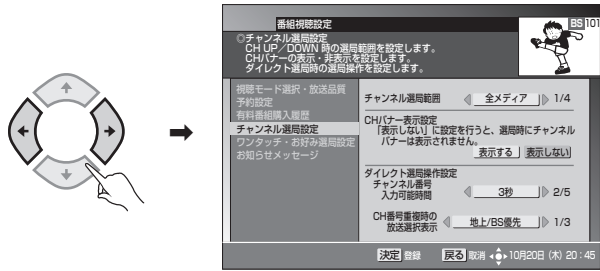 番組視聴設定
BS 101
◎チャンネル選局設定
CH UP／DOWN 時の選局範囲を設定します。
CHバナーの表示・非表示を設定します。
ダイレクト選局時の選局操作を設定します。
視聴モード選択・放送品質
予約設定
有料番組購入履歴
チャンネル選局設定
ワンタッチ・お好み選局設定
お知らせメッセージ
チャンネル選局範囲 全メディア 1/4
CHバナー表示設定
「表示しない」に設定を行うと、選局時にチャンネル
バナーは表示されません。
表示する 表示しない
ダイレクト選局操作設定
チャンネル番号
入力可能時間 3秒 2/5
CH番号重複時の
放送選択表示 地上/BS優先 1/3
決定 登録 戻る 取消 10月20日 (木) 20：45